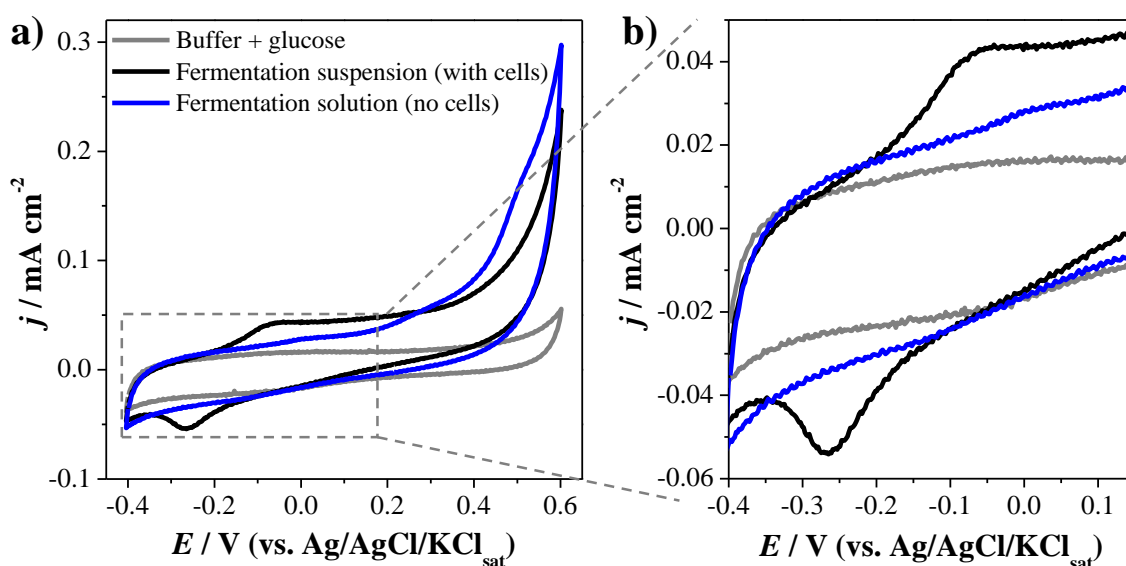 a)
Buffer + glucose
Fermentation suspension (with cells)
Fermentation solution (no cells)
0.3
0.2
0.1
0.0
-0.1
j / mA cm⁻²
-0.4 -0.2 0.0 0.2 0.4 0.6
E / V (vs. Ag/AgCl/KCl_sat)
b)
0.04
0.02
0.00
-0.02
-0.04
-0.06
j / mA cm⁻²
-0.4 -0.3 -0.2 -0.1 0.0 0.1
E / V (vs. Ag/AgCl/KCl_sat)